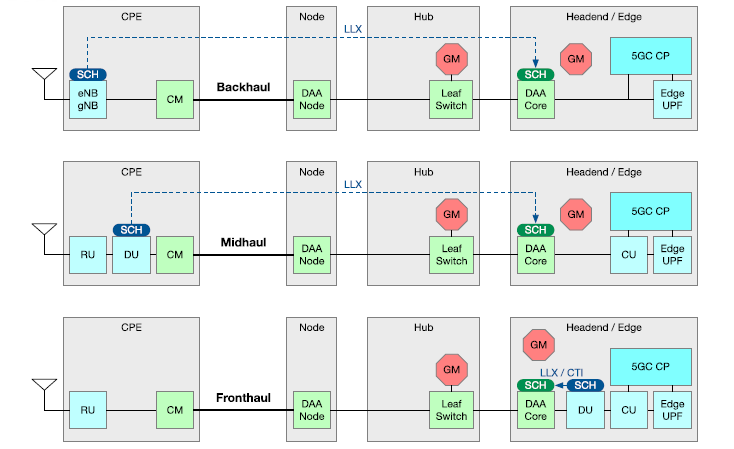 CPE
Node
Hub
Headend / Edge
LLX
SCH
GM
SCH
GM
5GC CP
eNB
gNB
CM
Backhaul
DAA
Node
Leaf
Switch
DAA
Core
Edge
UPF
CPE
Node
Hub
Headend / Edge
LLX
SCH
GM
SCH
GM
5GC CP
RU
DU
CM
Midhaul
DAA
Node
Leaf
Switch
DAA
Core
CU
Edge
UPF
CPE
Node
Hub
Headend / Edge
GM
GM
LLX / CTI
SCH
SCH
5GC CP
RU
CM
Fronthaul
DAA
Node
Leaf
Switch
DAA
Core
DU
CU
Edge
UPF